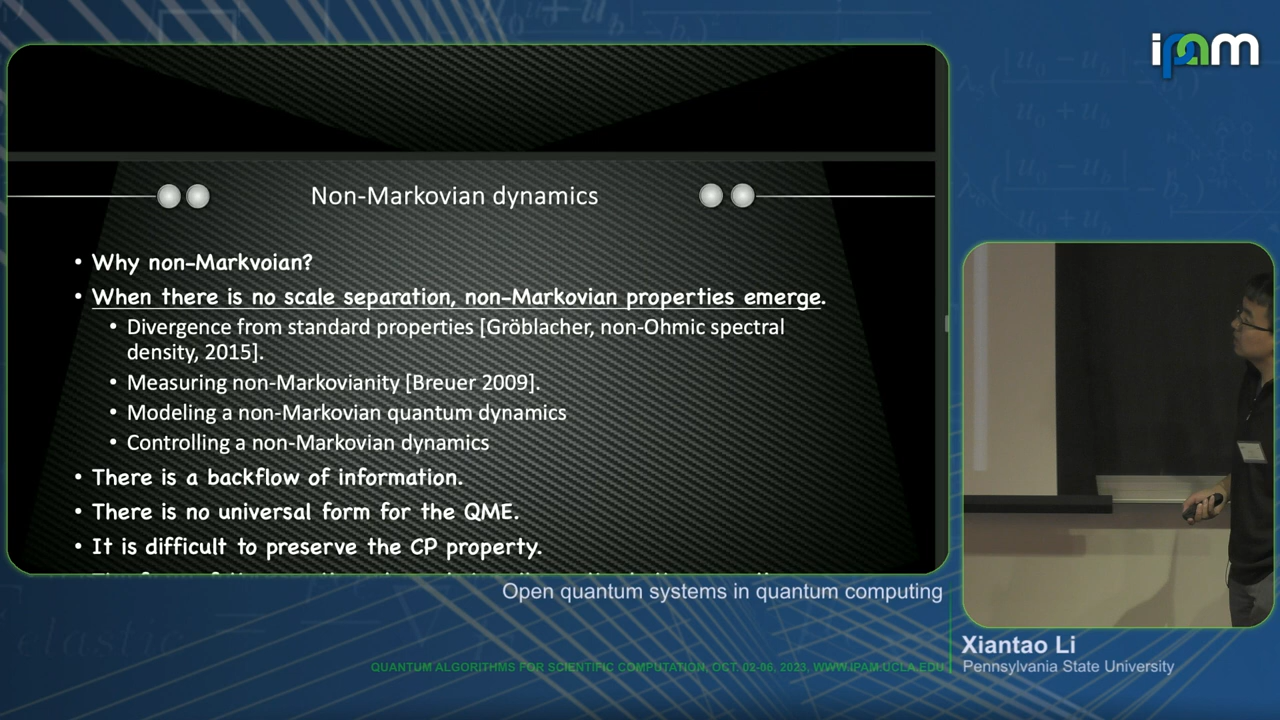 ipam
Non-Markovian dynamics
• Why non-Markvoian?
• When there is no scale separation, non-Markovian properties emerge.
• Divergence from standard properties [Gröblacher, non-Ohmic spectral
density, 2015].
• Measuring non-Markovianity [Breuer 2009].
• Modeling a non-Markovian quantum dynamics
• Controlling a non-Markovian dynamics
• There is a backflow of information.
• There is no universal form for the QME.
• It is difficult to preserve the CP property.
Open quantum systems in quantum computing
Xiantao Li
Pennsylvania State University
QUANTUM ALGORITHMS FOR SCIENTIFIC COMPUTATION, OCT. 02-06, 2023, WWW.IPAM.UCLA.EDU
elastic